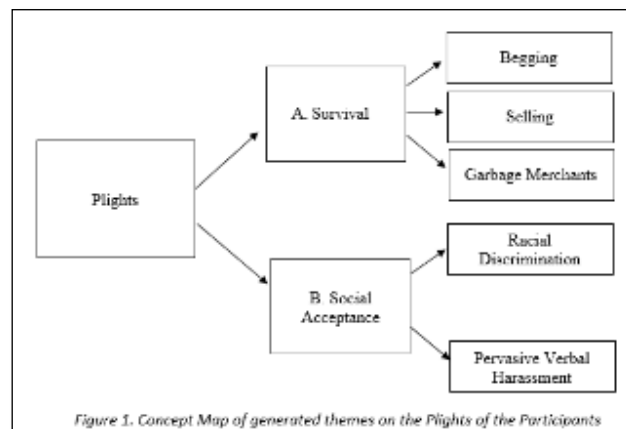 Begging
A. Survival
Selling
Plights
Garbage Merchants
Racial
Discrimination
B. Social
Acceptance
Pervasive Verbal
Harassment
Figure 1. Concept Map of generated themes on the Plights of the Participants